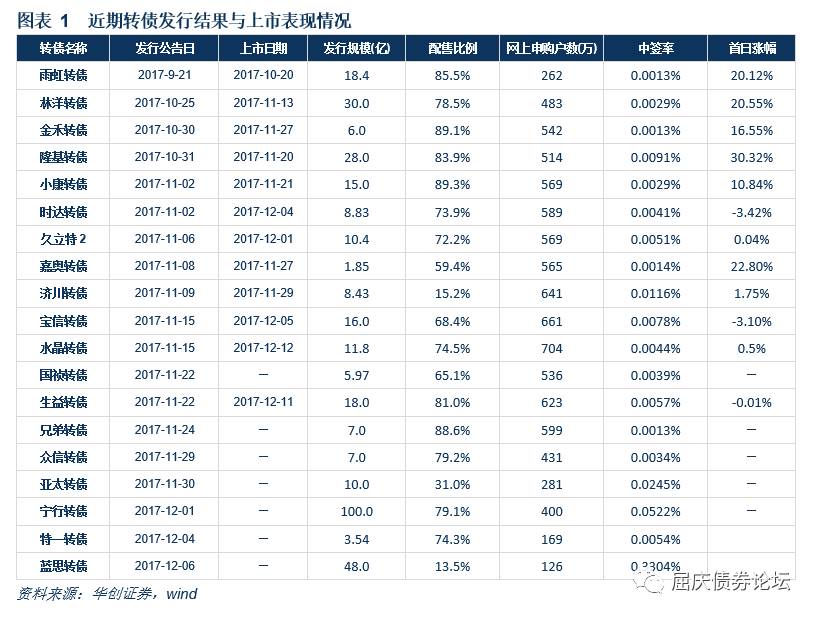 图表 1 近期转债发行结果与上市表现情况
转债名称 发行公告日 上市日期 发行规模(亿) 配售比例 网上申购户数(万) 中签率 首日涨幅
雨虹转债 2017-9-21 2017-10-20 18.4 85.5% 262 0.0013% 20.12%
林洋转债 2017-10-25 2017-11-13 30.0 78.5% 483 0.0029% 20.55%
金禾转债 2017-10-30 2017-11-27 6.0 89.1% 542 0.0013% 16.55%
隆基转债 2017-10-31 2017-11-20 28.0 83.9% 514 0.0091% 30.32%
小康转债 2017-11-02 2017-11-21 15.0 89.3% 569 0.0029% 10.84%
时达转债 2017-11-02 2017-12-04 8.83 73.9% 589 0.0041% -3.42%
久立特2 2017-11-06 2017-12-01 10.4 72.2% 569 0.0051% 0.04%
嘉奥转债 2017-11-08 2017-11-27 1.85 59.4% 565 0.0014% 22.80%
济川转债 2017-11-09 2017-11-29 8.43 15.2% 641 0.0116% 1.75%
宝信转债 2017-11-15 2017-12-05 16.0 68.4% 661 0.0078% -3.10%
水晶转债 2017-11-15 2017-12-12 11.8 74.5% 704 0.0044% 0.5%
国祯转债 2017-11-22 — 5.97 65.1% 536 0.0039% —
生益转债 2017-11-22 2017-12-11 18.0 81.0% 623 0.0057% -0.01%
兄弟转债 2017-11-24 — 7.0 88.6% 599 0.0013% —
众信转债 2017-11-29 — 7.0 79.2% 431 0.0034% —
亚太转债 2017-11-30 — 10.0 31.0% 281 0.0245% —
宁行转债 2017-12-01 — 100.0 79.1% 400 0.0522% —
特一转债 2017-12-04 — 3.54 74.3% 169 0.0054%
蓝思转债 2017-12-06 — 48.0 13.5% 126 0.3304%
屈庆债券论坛
资料来源：华创证券，wind